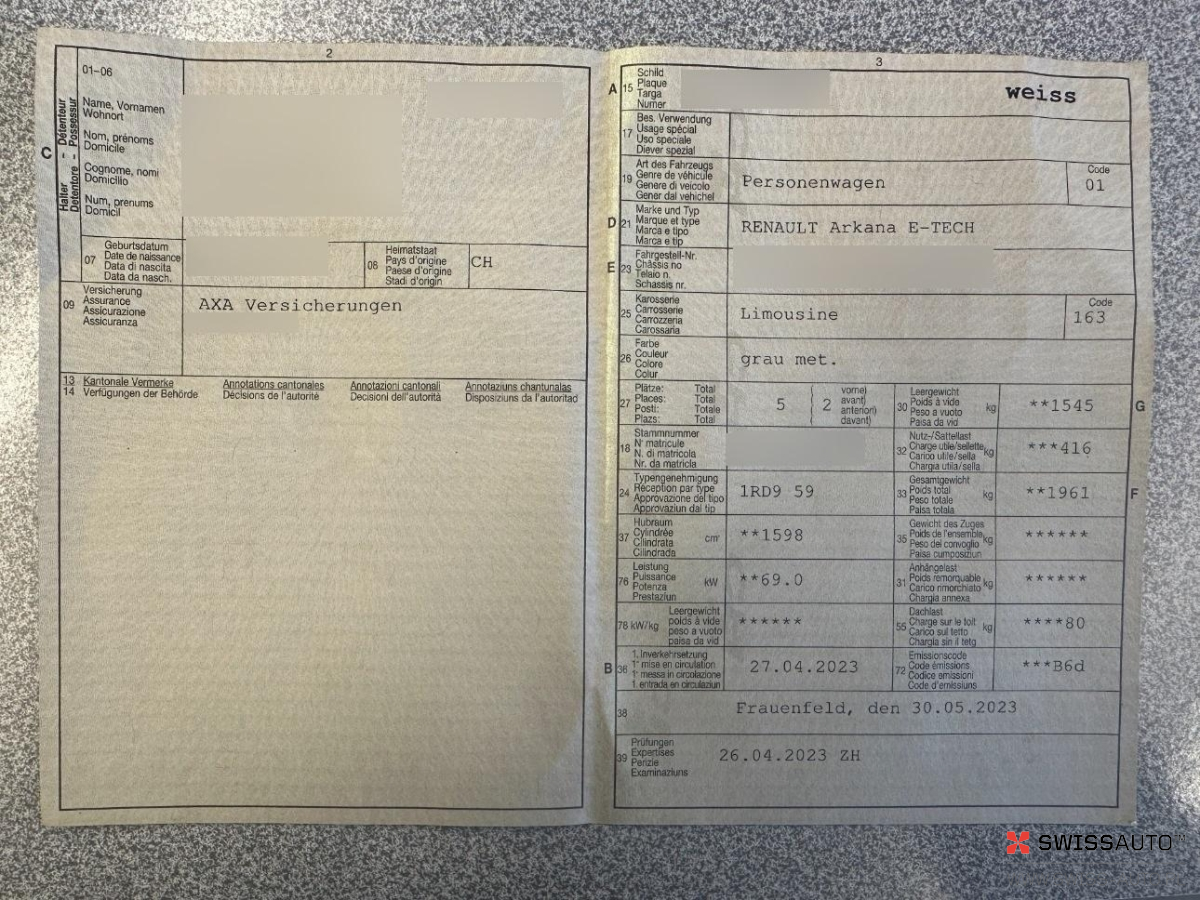 2
01-06
C
Halter - Détenteur
Detentore - Possessur
Name, Vornamen
Wohnort
Nom, prénoms
Domicile
Cognome, nomi
Domicilio
Num, prenums
Domicil
07
Geburtsdatum
Date de naissance
Data di nascita
Data da nasch.
08
Heimatstaat
Pays d'origine
Paese d'origine
Stadi d'origin
CH
09
Versicherung
Assurance
Assicurazione
Assicuranza
AXA Versicherungen
13 Kantonale Vermerke
14 Verfügungen der Behörde
Annotations cantonales
Décisions de l'autorité
Annotazioni cantonali
Decisioni dell'autorità
Annotaziuns chantunalas
Disposiziuns da l'autoritad
3
A 15
Schild
Plaque
Targa
Numer
weiss
17
Bes. Verwendung
Usage spécial
Uso speciale
Diever spezial
19
Art des Fahrzeugs
Genre de véhicule
Genere di veicolo
Gener dal vehichel
Personenwagen
Code
01
D 21
Marke und Typ
Marque et type
Marca e tipo
Marca e tip
RENAULT Arkana E-TECH
E 23
Fahrgestell-Nr.
Châssis no
Telaio n.
Schassis nr.
25
Karosserie
Carrosserie
Carrozzeria
Carossaria
Limousine
Code
163
26
Farbe
Couleur
Colore
Colur
grau met.
27
Plätze: Total
Places: Total
Posti: Totale
Plazs: Total
5 ( 2
vorne)
avant)
anteriori)
davant)
30
Leergewicht
Poids à vide
Peso a vuoto
Paisa da vid
kg
**1545
G
18
Stammnummer
N° matricule
N. di matricola
Nr. da matricla
32
Nutz-/Sattellast
Charge utile/sellette
Carico utile/sella
Chargia utila/sella
kg
***416
24
Typengenehmigung
Réception par type
Approvazione del tipo
Approvaziun dal tip
1RD9 59
33
Gesamtgewicht
Poids total
Peso totale
Paisa totala
kg
**1961
F
37
Hubraum
Cylindrée
Cilindrata
Cilindrada
cm³
**1598
35
Gewicht des Zuges
Poids de l'ensemble
Peso del convoglio
Paisa cumposiziun
kg
******
76
Leistung
Puissance
Potenza
Prestaziun
kW
**69.0
31
Anhängelast
Poids remorquable
Carico rimorchiato
Chargia annexa
kg
******
78 kW/kg
Leergewicht
poids à vide
peso a vuoto
paisa da vid
******
55
Dachlast
Charge sur le toit
Carico sul tetto
Chargia sin il tetg
kg
****80
B 36
1. Inverkehrsetzung
1re mise en circulation
1a messa in circolazione
1. entrada en circulaziun
27.04.2023
72
Emissionscode
Code émissions
Codice emissioni
Code d'emissiuns
***B6d
38
Frauenfeld, den 30.05.2023
39
Prüfungen
Expertises
Perizie
Examinaziuns
26.04.2023 ZH
SWISSAUTO™